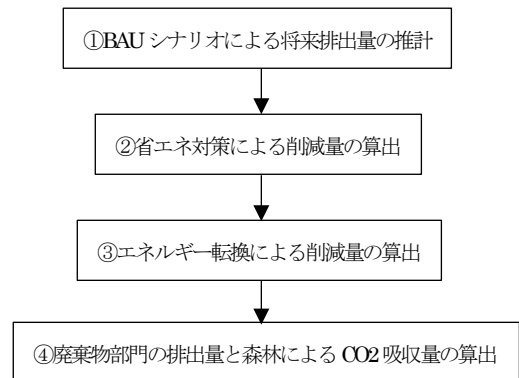 ①BAUシナリオによる将来排出量の推計
②省エネ対策による削減量の算出
③エネルギー転換による削減量の算出
④廃棄物部門の排出量と森林によるCO2吸収量の算出